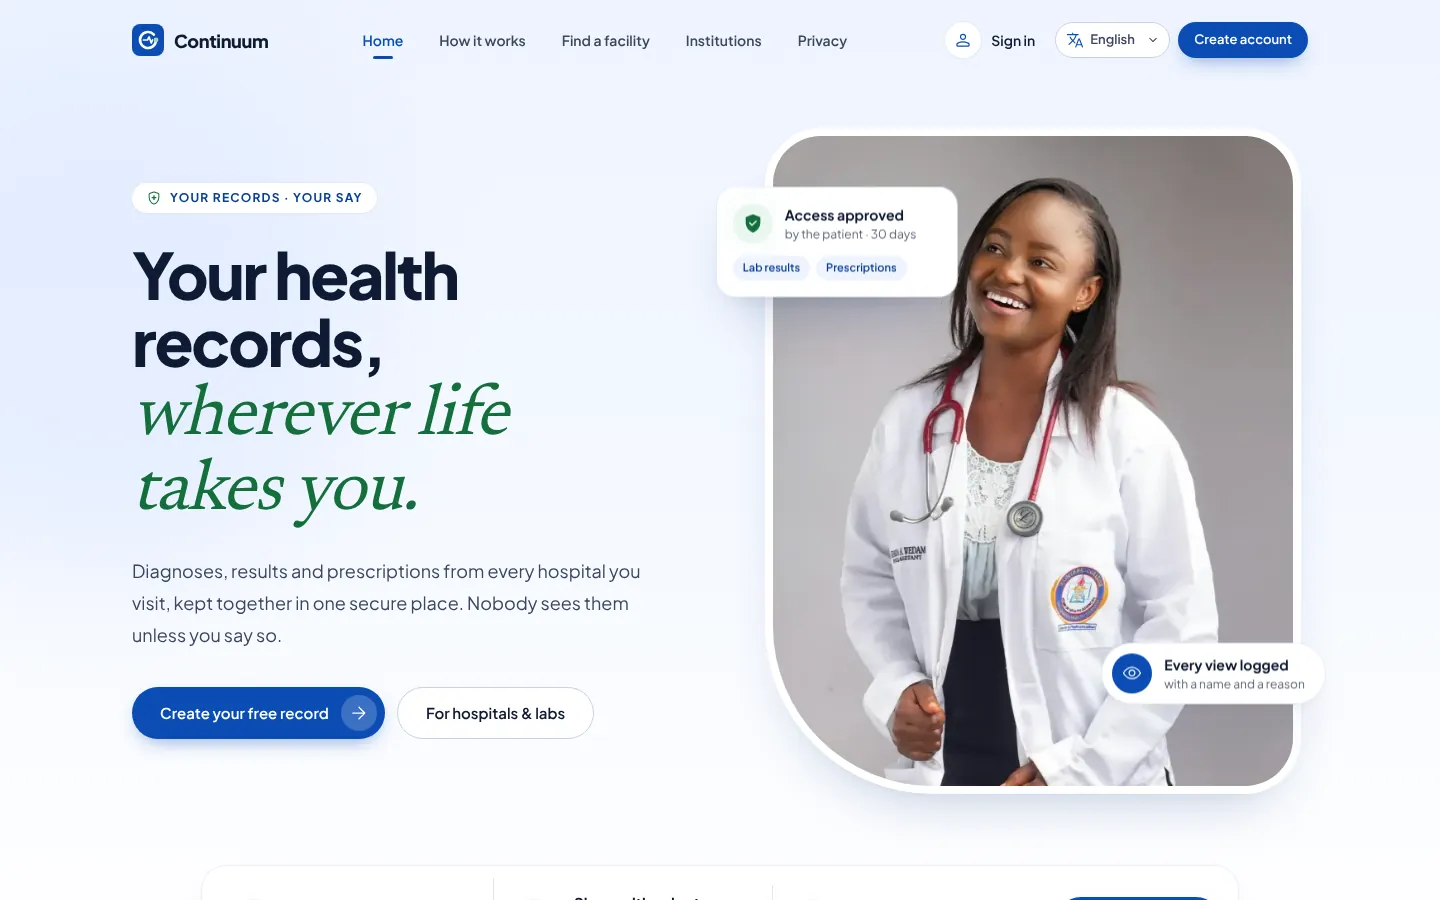 Continuum
Home
How it works
Find a facility
Institutions
Privacy
Sign in
English
Create account
YOUR RECORDS · YOUR SAY
Your health
records,
wherever life
takes you.
Diagnoses, results and prescriptions from every hospital you
visit, kept together in one secure place. Nobody sees them
unless you say so.
Create your free record
For hospitals & labs
Access approved
by the patient · 30 days
Lab results
Prescriptions
Every view logged
with a name and a reason